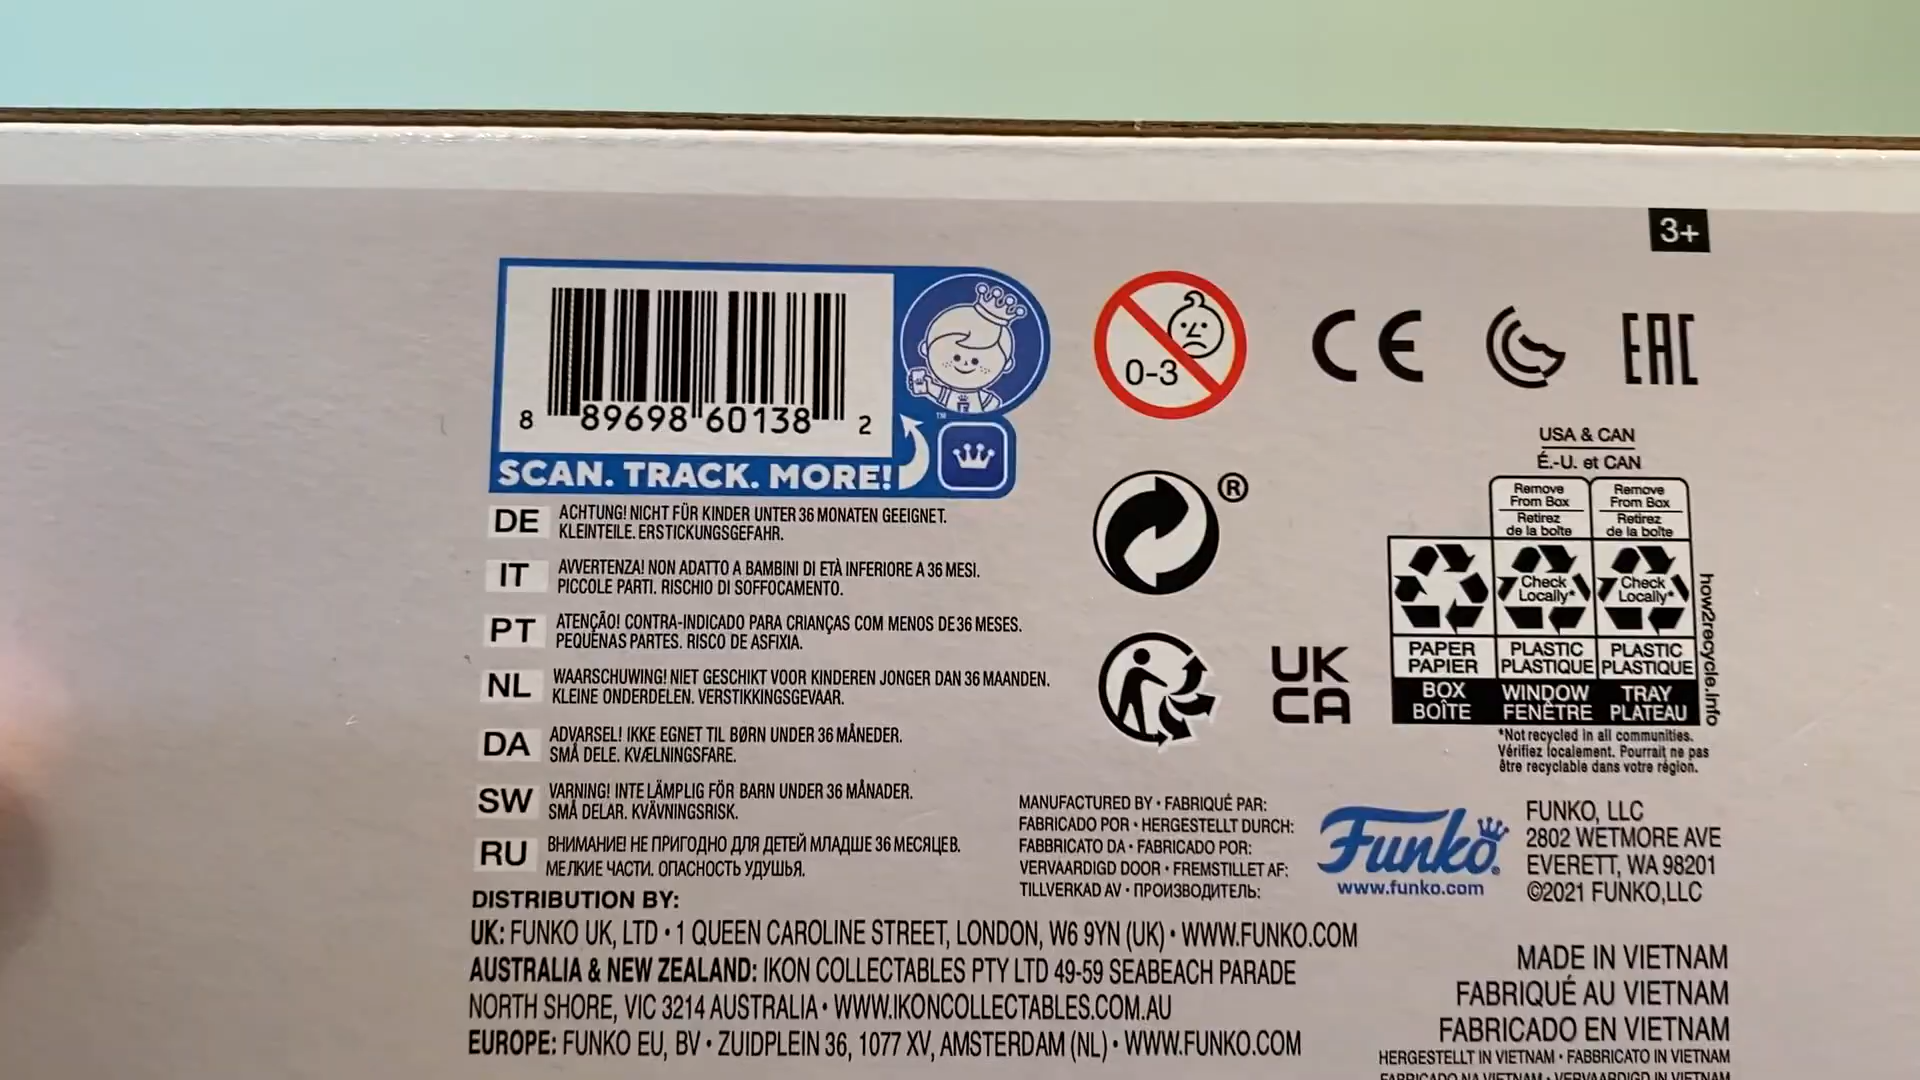 3+
8 89698 60138 2
™
SCAN. TRACK. MORE!
0-3
CE
EAC
USA & CAN
É.-U. et CAN
®
Remove
From Box
Retirez
de la boîte
Remove
From Box
Retirez
de la boîte
Check
Locally*
Check
Locally*
PAPER
PAPIER
PLASTIC
PLASTIQUE
PLASTIC
PLASTIQUE
BOX
BOÎTE
WINDOW
FENÊTRE
TRAY
PLATEAU
how2recycle.info
*Not recycled in all communities.
Vérifiez localement. Pourrait ne pas
être recyclable dans votre région.
UK
CA
DE ACHTUNG! NICHT FÜR KINDER UNTER 36 MONATEN GEEIGNET.
KLEINTEILE. ERSTICKUNGSGEFAHR.
IT AVVERTENZA! NON ADATTO A BAMBINI DI ETÀ INFERIORE A 36 MESI.
PICCOLE PARTI. RISCHIO DI SOFFOCAMENTO.
PT ATENÇÃO! CONTRA-INDICADO PARA CRIANÇAS COM MENOS DE 36 MESES.
PEQUENAS PARTES. RISCO DE ASFIXIA.
NL WAARSCHUWING! NIET GESCHIKT VOOR KINDEREN JONGER DAN 36 MAANDEN.
KLEINE ONDERDELEN. VERSTIKKINGSGEVAAR.
DA ADVARSEL! IKKE EGNET TIL BØRN UNDER 36 MÅNEDER.
SMÅ DELE. KVÆLNINGSFARE.
SW VARNING! INTE LÄMPLIG FÖR BARN UNDER 36 MÅNADER.
SMÅ DELAR. KVÄVNINGSRISK.
RU ВНИМАНИЕ! НЕ ПРИГОДНО ДЛЯ ДЕТЕЙ МЛАДШЕ 36 МЕСЯЦЕВ.
МЕЛКИЕ ЧАСТИ. ОПАСНОСТЬ УДУШЬЯ.
MANUFACTURED BY • FABRIQUÉ PAR:
FABRICADO POR • HERGESTELLT DURCH:
FABBRICATO DA • FABRICADO POR:
VERVAARDIGD DOOR • FREMSTILLET AF:
TILLVERKAD AV • ПРОИЗВОДИТЕЛЬ:
Funko®
www.funko.com
FUNKO, LLC
2802 WETMORE AVE
EVERETT, WA 98201
©2021 FUNKO,LLC
DISTRIBUTION BY:
UK: FUNKO UK, LTD • 1 QUEEN CAROLINE STREET, LONDON, W6 9YN (UK) • WWW.FUNKO.COM
AUSTRALIA & NEW ZEALAND: IKON COLLECTABLES PTY LTD 49-59 SEABEACH PARADE
NORTH SHORE, VIC 3214 AUSTRALIA • WWW.IKONCOLLECTABLES.COM.AU
EUROPE: FUNKO EU, BV • ZUIDPLEIN 36, 1077 XV, AMSTERDAM (NL) • WWW.FUNKO.COM
MADE IN VIETNAM
FABRIQUÉ AU VIETNAM
FABRICADO EN VIETNAM
HERGESTELLT IN VIETNAM • FABBRICATO IN VIETNAM
FABRICADO NA VIETNAM • VERVAARDIGD IN VIETNAM